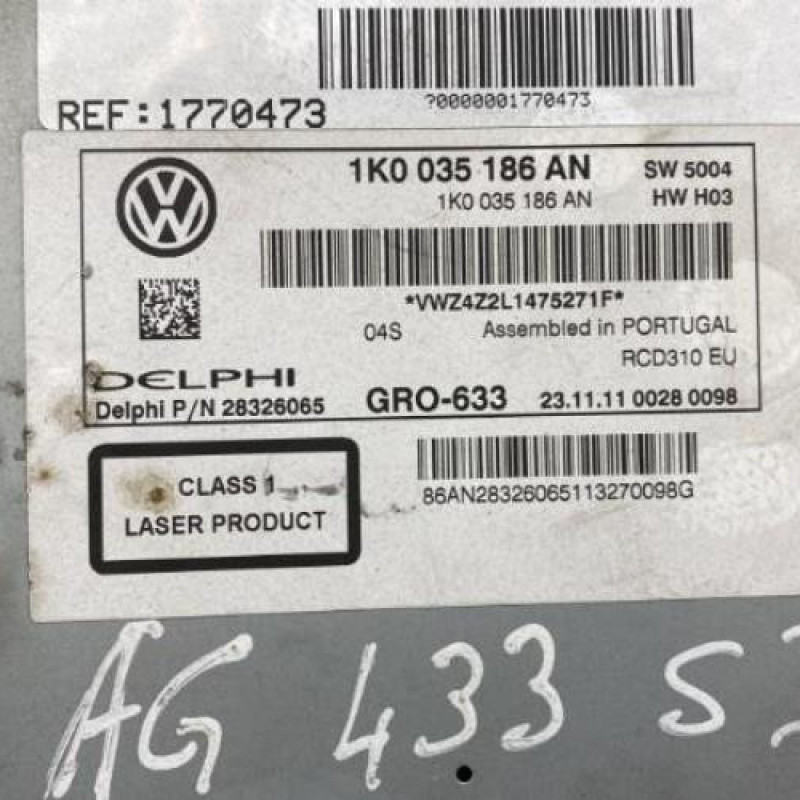 ?0000001770473
REF:1770473
1K0 035 186 AN SW 5004
1K0 035 186 AN HW H03
*VWZ4Z2L1475271F*
04S Assembled in PORTUGAL
RCD310 EU
DELPHI
Delphi P/N 28326065 GRO-633 23.11.11 0028 0098
CLASS 1
LASER PRODUCT
86AN28326065113270098G
AG 433 S